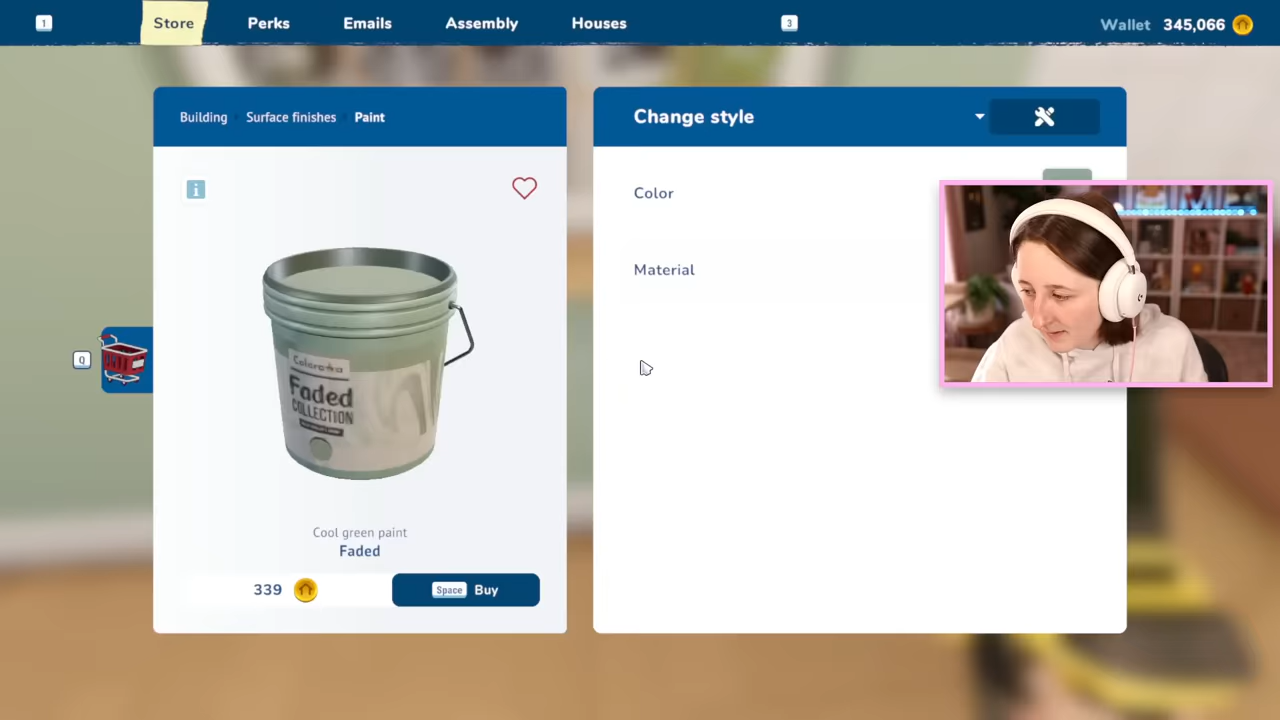 1 Store Perks Emails Assembly Houses 3 Wallet 345,066
Building Surface finishes Paint
Change style
i
Color
Material
Q
Faded
COLLECTION
Cool green paint
Faded
339
Space Buy